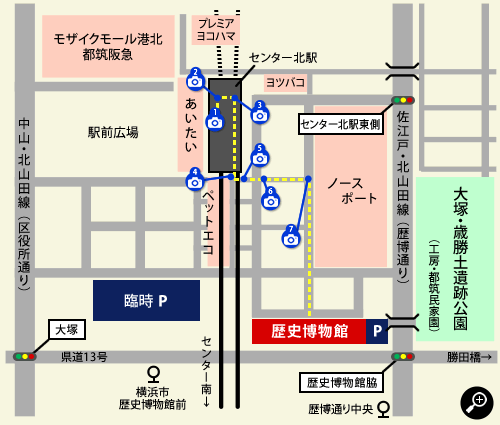 プレミア
ヨコハマ
モザイクモール港北
都筑阪急
センター北駅
2
ヨツバコ
1
3
あいたい
センター北駅東側
駅前広場
中山・北山田線（区役所通り）
佐江戸・北山田線（歴博通り）
5
4
6
7
ペットエコ
ノース
ポート
大塚・歳勝土遺跡公園
（工房・都筑民家園）
臨時 P
歴史博物館
P
大塚
県道13号
センター南→
勝田橋→
横浜市
歴史博物館前
歴史博物館脇
歴博通り中央